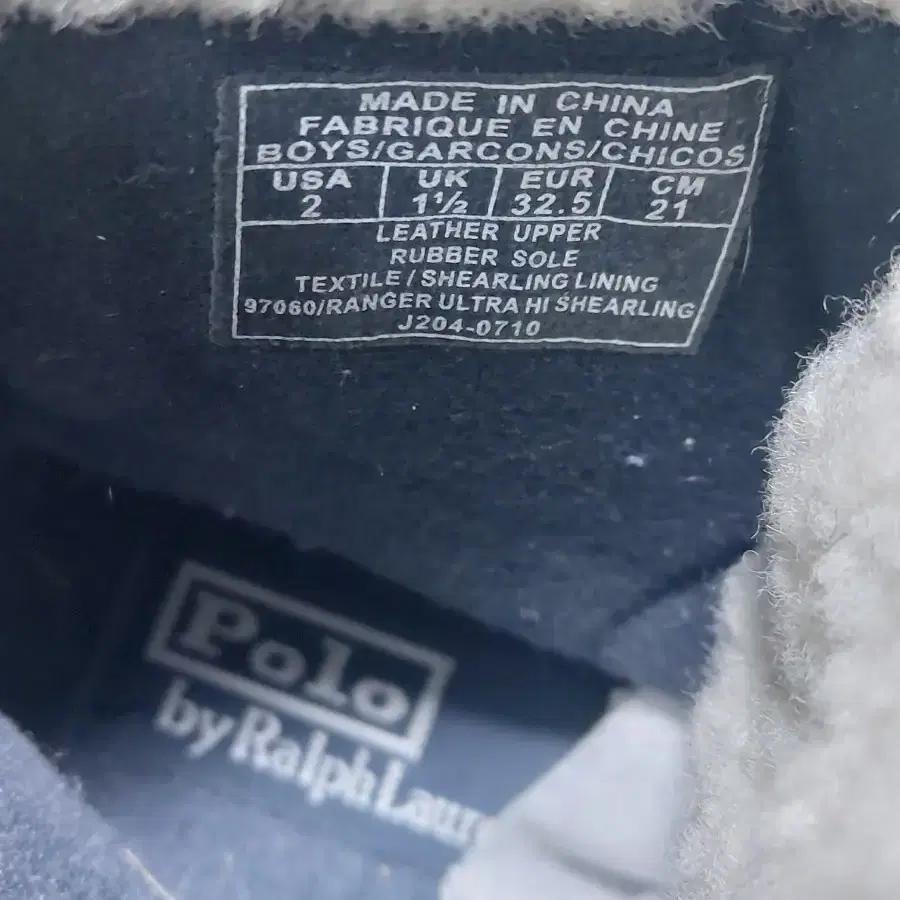 MADE IN CHINA
FABRIQUE EN CHINE
BOYS/GARCONS/CHICOS
USA UK EUR CM
2 1½ 32.5 21
LEATHER UPPER
RUBBER SOLE
TEXTILE/SHEARLING LINING
97060/RANGER ULTRA HI SHEARLING
J204-0710
Polo
by Ralph Laur